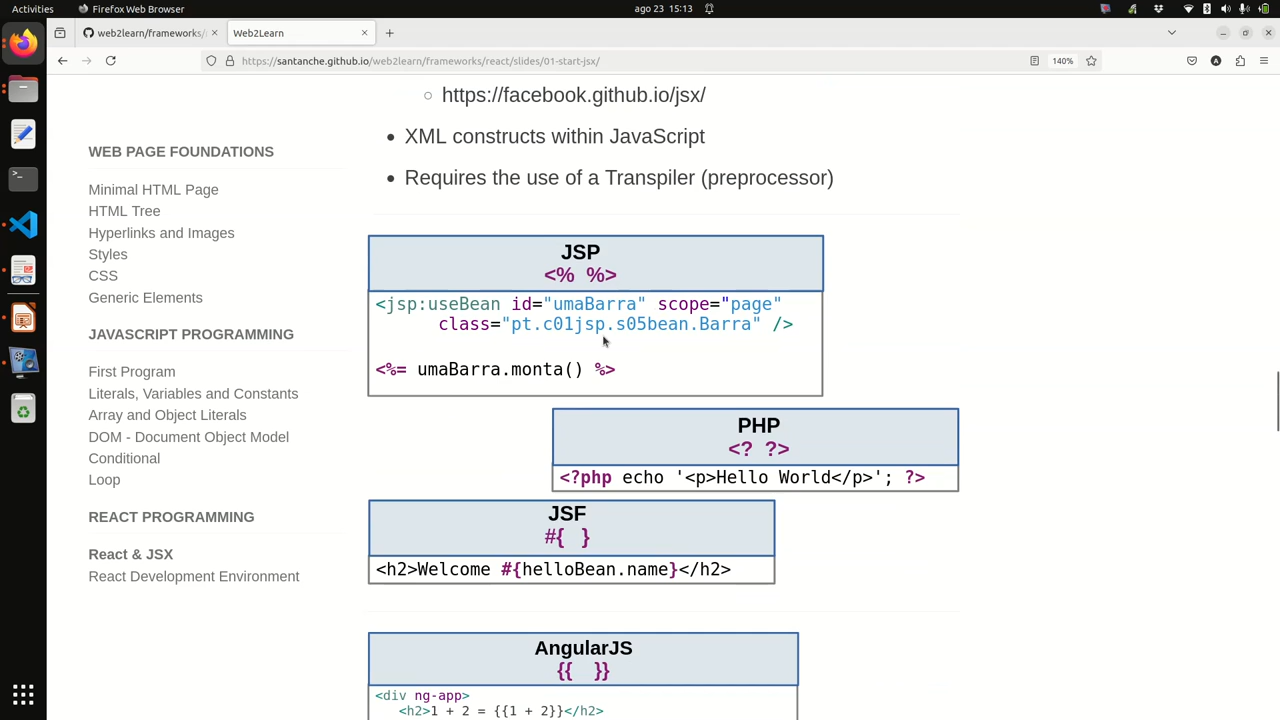 Activities
Firefox Web Browser
ago 23 15:13
web2learn/frameworks/
Web2Learn
https://santanche.github.io/web2learn/frameworks/react/slides/01-start-jsx/
140%
WEB PAGE FOUNDATIONS
Minimal HTML Page
HTML Tree
Hyperlinks and Images
Styles
CSS
Generic Elements
JAVASCRIPT PROGRAMMING
First Program
Literals, Variables and Constants
Array and Object Literals
DOM - Document Object Model
Conditional
Loop
REACT PROGRAMMING
React & JSX
React Development Environment
https://facebook.github.io/jsx/
XML constructs within JavaScript
Requires the use of a Transpiler (preprocessor)
JSP
<% %>
<jsp:useBean id="umaBarra" scope="page"
class="pt.c01jsp.s05bean.Barra" />
<%= umaBarra.monta() %>
PHP
<? ?>
<?php echo '<p>Hello World</p>'; ?>
JSF
#{ }
<h2>Welcome #{helloBean.name}</h2>
AngularJS
{{ }}
<div ng-app>
<h2>1 + 2 = {{1 + 2}}</h2>